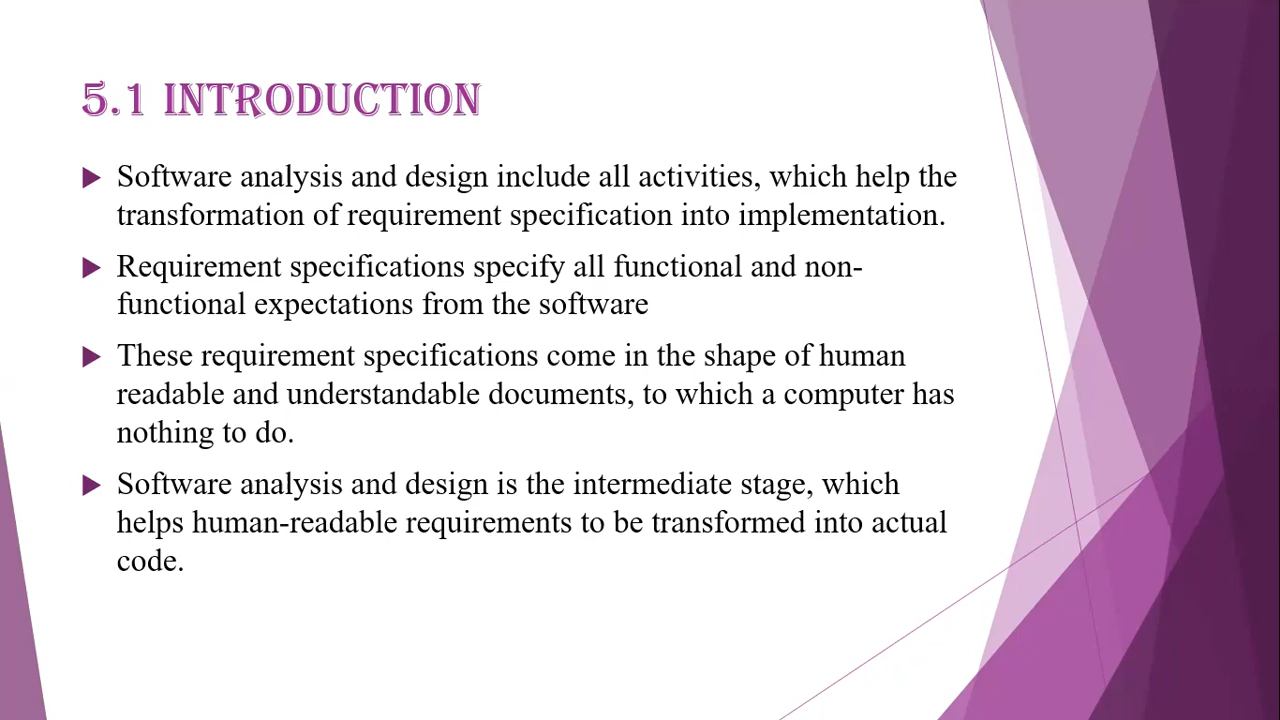 5.1 INTRODUCTION
Software analysis and design include all activities, which help the
transformation of requirement specification into implementation.
Requirement specifications specify all functional and non-
functional expectations from the software
These requirement specifications come in the shape of human
readable and understandable documents, to which a computer has
nothing to do.
Software analysis and design is the intermediate stage, which
helps human-readable requirements to be transformed into actual
code.